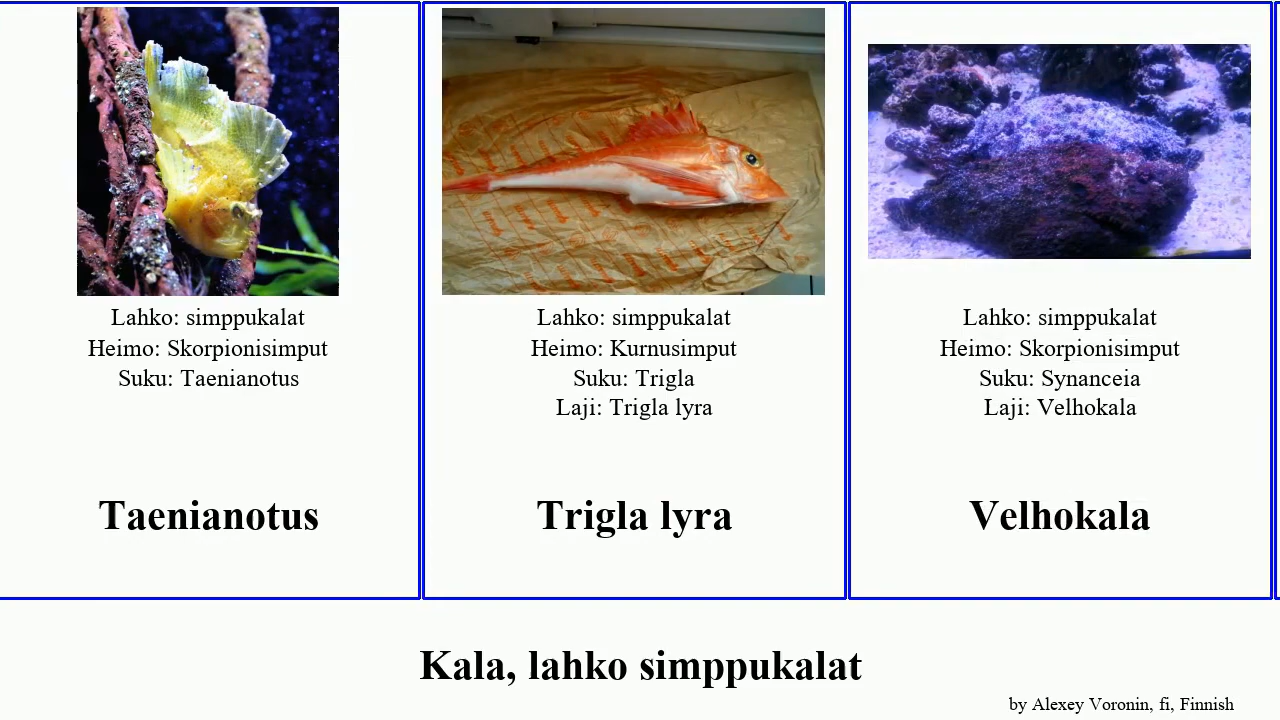 Lahko: simppukalat
Heimo: Skorpionisimput
Suku: Taenianotus
Taenianotus
Lahko: simppukalat
Heimo: Kurnusimput
Suku: Trigla
Laji: Trigla lyra
Trigla lyra
Lahko: simppukalat
Heimo: Skorpionisimput
Suku: Synanceia
Laji: Velhokala
Velhokala
Kala, lahko simppukalat
by Alexey Voronin, fi, Finnish